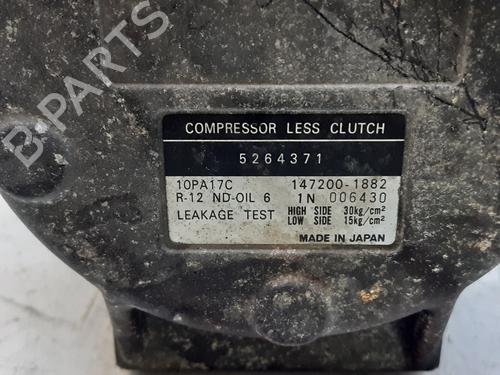 B-PARTS
COMPRESSOR LESS CLUTCH
5264371
10PA17C 147200-1882
R-12 ND-OIL 6 1N 006430
LEAKAGE TEST HIGH SIDE 30kg/cm²
LOW SIDE 15kg/cm²
MADE IN JAPAN